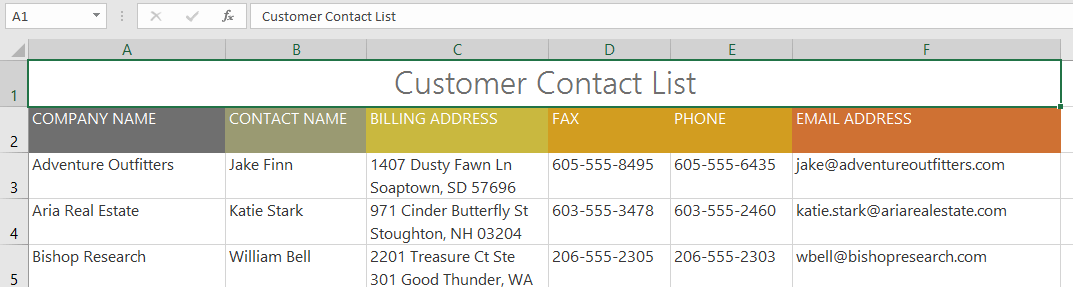 A1 fx Customer Contact List
A B C D E F
1 Customer Contact List
2 COMPANY NAME CONTACT NAME BILLING ADDRESS FAX PHONE EMAIL ADDRESS
Adventure Outfitters Jake Finn 1407 Dusty Fawn Ln 605-555-8495 605-555-6435 jake@adventureoutfitters.com
3 Soaptown, SD 57696
Aria Real Estate Katie Stark 971 Cinder Butterfly St 603-555-3478 603-555-2460 katie.stark@ariarealestate.com
4 Stoughton, NH 03204
Bishop Research William Bell 2201 Treasure Ct Ste 206-555-2305 206-555-2303 wbell@bishopresearch.com
5 301 Good Thunder, WA